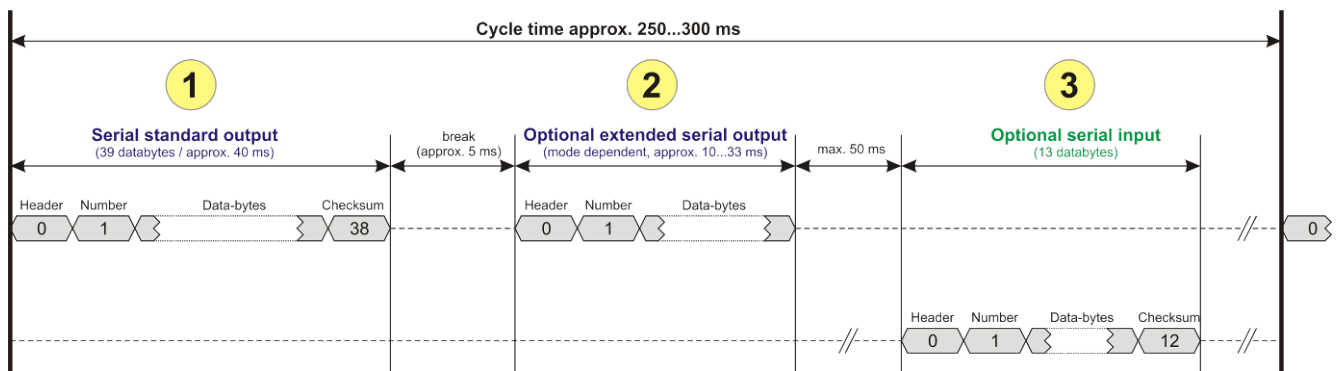 Cycle time approx. 250...300 ms
1
2
3
Serial standard output
(39 databytes / approx. 40 ms)
break
(approx. 5 ms)
Optional extended serial output
(mode dependent, approx. 10...33 ms)
max. 50 ms
Optional serial input
(13 databytes)
Header Number Data-bytes Checksum
0 1 38
Header Number Data-bytes
0 1
0
Header Number Data-bytes Checksum
0 1 12